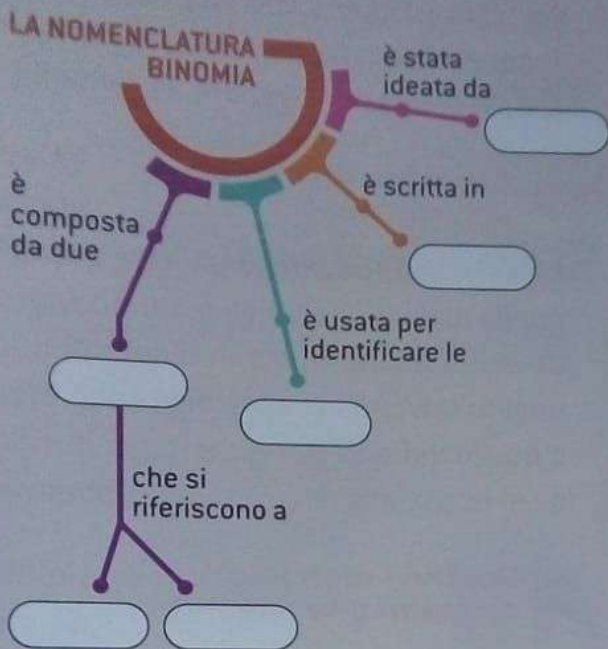 LA NOMENCLATURA
BINOMIA
è stata
ideata da
è scritta in
è
composta
da due
è usata per
identificare le
che si
riferiscono a